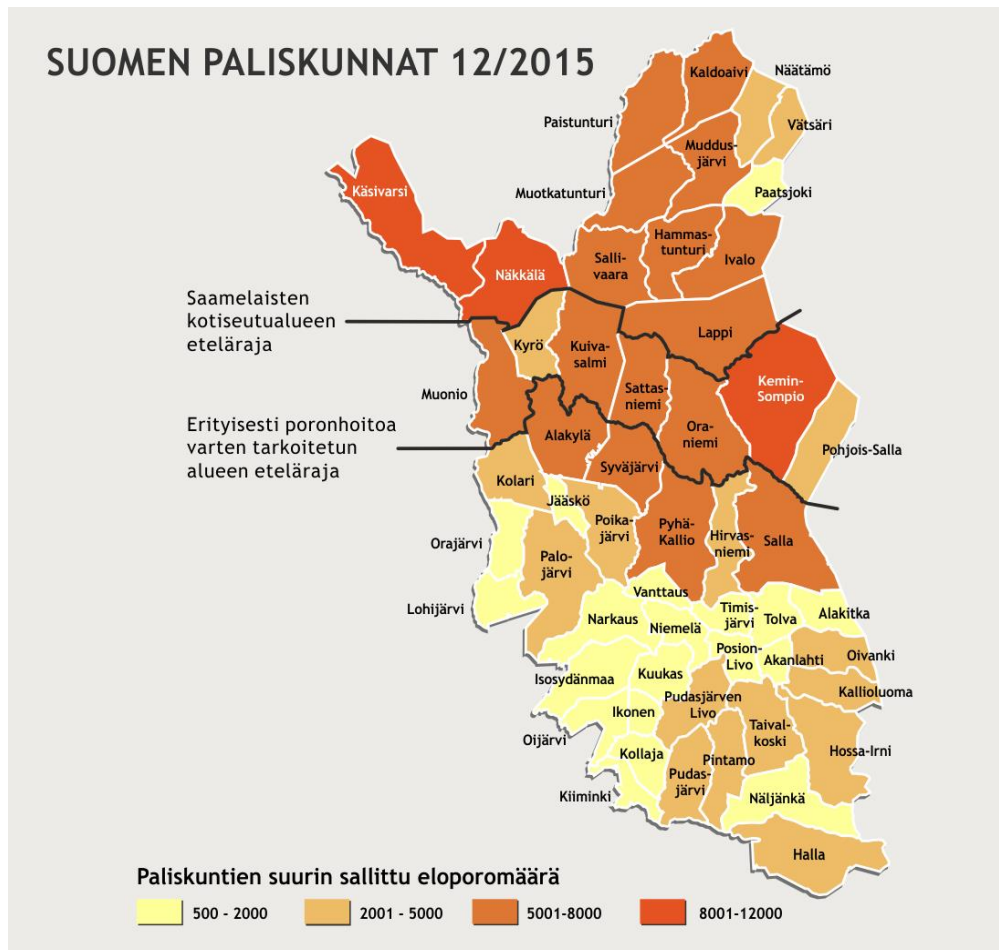 SUOMEN PALISKUNNAT 12/2015
Kaldoaivi
Näätämö
Paistunturi
Vätsäri
Muddus-
järvi
Käsivarsi
Muotkatunturi
Paatsjoki
Hammas-
tunturi
Salli-
vaara
Ivalo
Näkkälä
Saamelaisten
kotiseutualueen
eteläraja
Lappi
Kyrö
Kuiva-
salmi
Kemin-
Sompio
Muonio
Sattas-
niemi
Erityisesti poronhoitoa
varten tarkoitetun
alueen eteläraja
Alakylä
Ora-
niemi
Pohjois-Salla
Syväjärvi
Kolari
Jääskö
Poika-
järvi
Pyhä-
Kallio
Hirvas-
niemi
Salla
Orajärvi
Palo-
järvi
Vanttaus
Lohijärvi
Narkaus
Niemelä
Timis-
järvi
Tolva
Alakitka
Posion-
Livo
Akanlahti
Oivanki
Isosydänmaa
Kuukas
Kallioluoma
Pudasjärven
Livo
Ikonen
Taival-
koski
Oijärvi
Hossa-Irni
Kollaja
Pintamo
Pudas-
järvi
Kiiminki
Näljänkä
Halla
Paliskuntien suurin sallittu eloporomäärä
500 - 2000
2001 - 5000
5001-8000
8001-12000